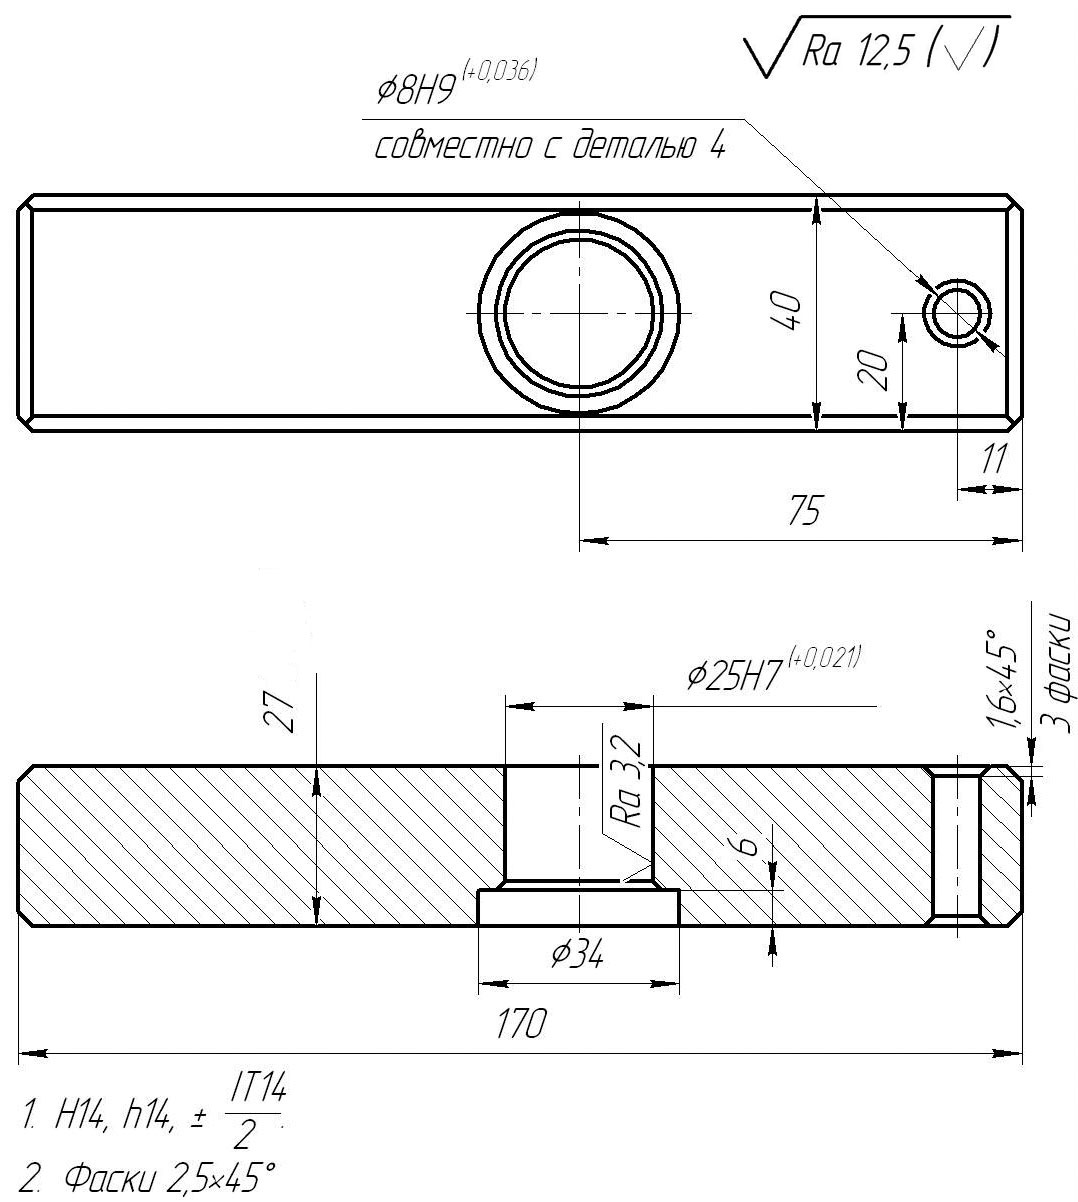 Ra 12,5 (√)
⌀8H9(+0,036)
совместно с деталью 4
40
20
11
75
⌀25H7(+0,021)
1,6×45°
3 фаски
27
Ra 3,2
6
⌀34
170
1. H14, h14, ± IT14/2.
2. Фаски 2,5×45°